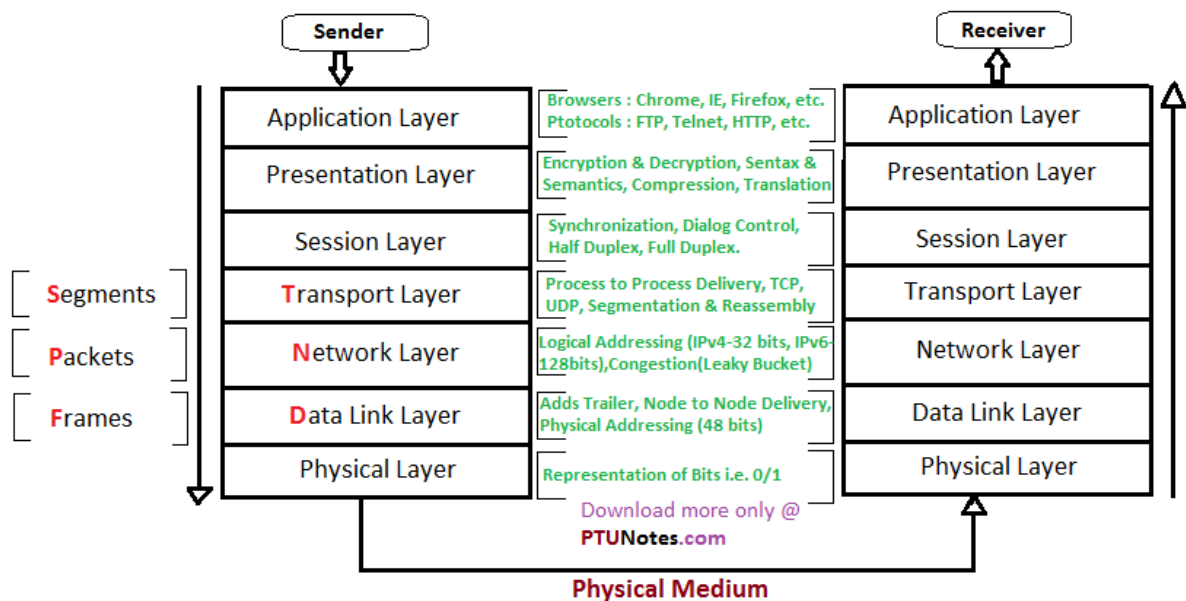 Sender
Receiver
Application Layer
Browsers : Chrome, IE, Firefox, etc.
Ptotocols : FTP, Telnet, HTTP, etc.
Application Layer
Presentation Layer
Encryption & Decryption, Sentax &
Semantics, Compression, Translation
Presentation Layer
Session Layer
Synchronization, Dialog Control,
Half Duplex, Full Duplex.
Session Layer
Segments
Transport Layer
Process to Process Delivery, TCP,
UDP, Segmentation & Reassembly
Transport Layer
Packets
Network Layer
Logical Addressing (IPv4-32 bits, IPv6-
128bits),Congestion(Leaky Bucket)
Network Layer
Frames
Data Link Layer
Adds Trailer, Node to Node Delivery,
Physical Addressing (48 bits)
Data Link Layer
Physical Layer
Representation of Bits i.e. 0/1
Physical Layer
Download more only @
PTUNotes.com
Physical Medium